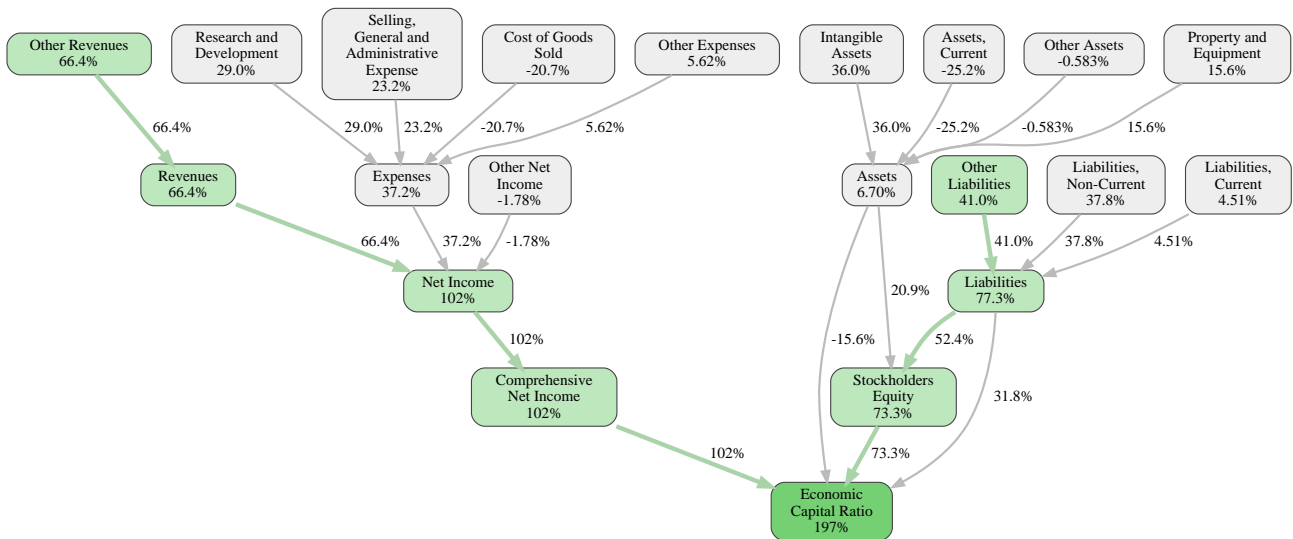 Other Revenues
66.4%
Research and
Development
29.0%
Selling,
General and
Administrative
Expense
23.2%
Cost of Goods
Sold
-20.7%
Other Expenses
5.62%
Intangible
Assets
36.0%
Assets,
Current
-25.2%
Other Assets
-0.583%
Property and
Equipment
15.6%
66.4%
29.0%
23.2%
-20.7%
5.62%
36.0%
-25.2%
-0.583%
15.6%
Revenues
66.4%
Expenses
37.2%
Other Net
Income
-1.78%
Assets
6.70%
Other
Liabilities
41.0%
Liabilities,
Non-Current
37.8%
Liabilities,
Current
4.51%
66.4%
37.2%
-1.78%
41.0%
37.8%
4.51%
Net Income
102%
20.9%
Liabilities
77.3%
102%
-15.6%
52.4%
Comprehensive
Net Income
102%
Stockholders
Equity
73.3%
31.8%
102%
73.3%
Economic
Capital Ratio
197%